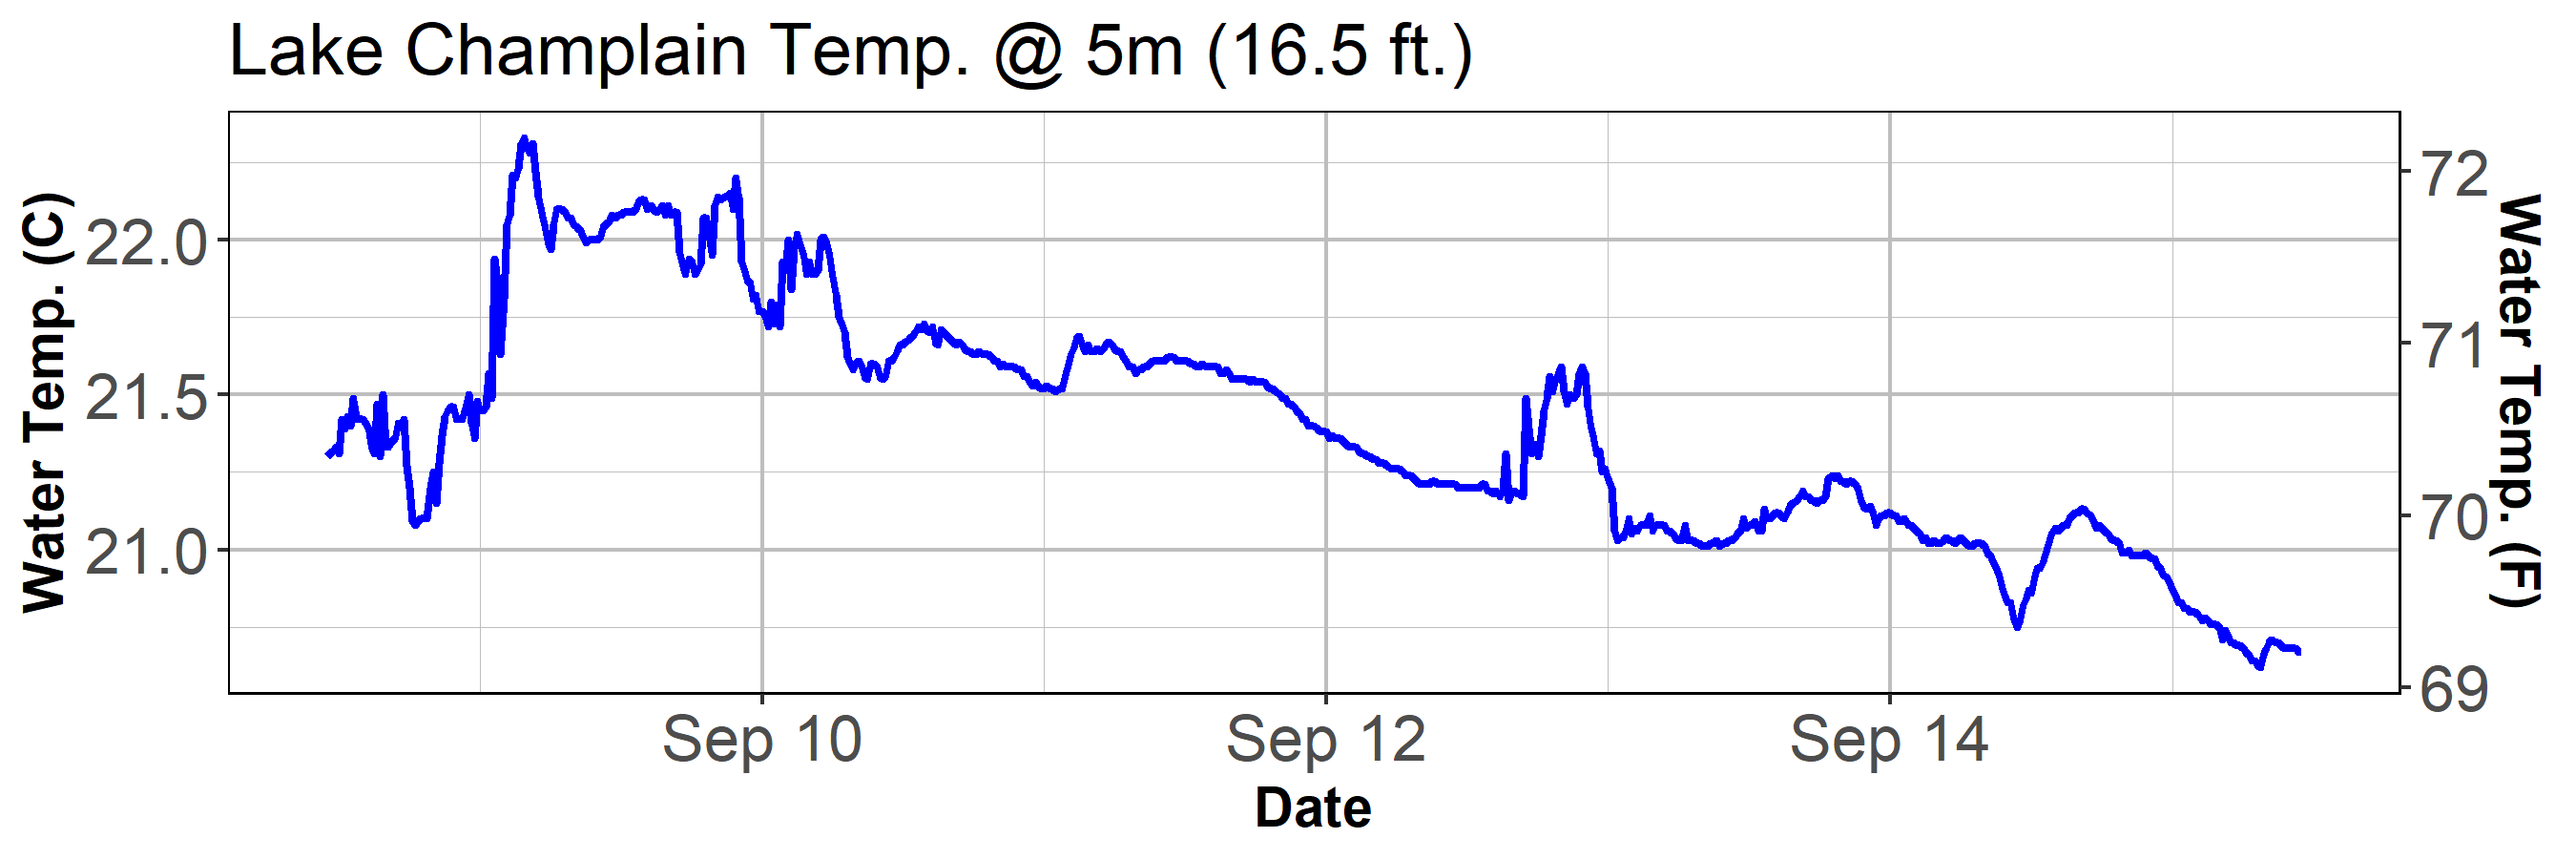 Lake Champlain Temp. @ 5m (16.5 ft.)
Water Temp. (C)
22.0
21.5
21.0
72
71
70
69
Water Temp. (F)
Sep 10
Sep 12
Sep 14
Date